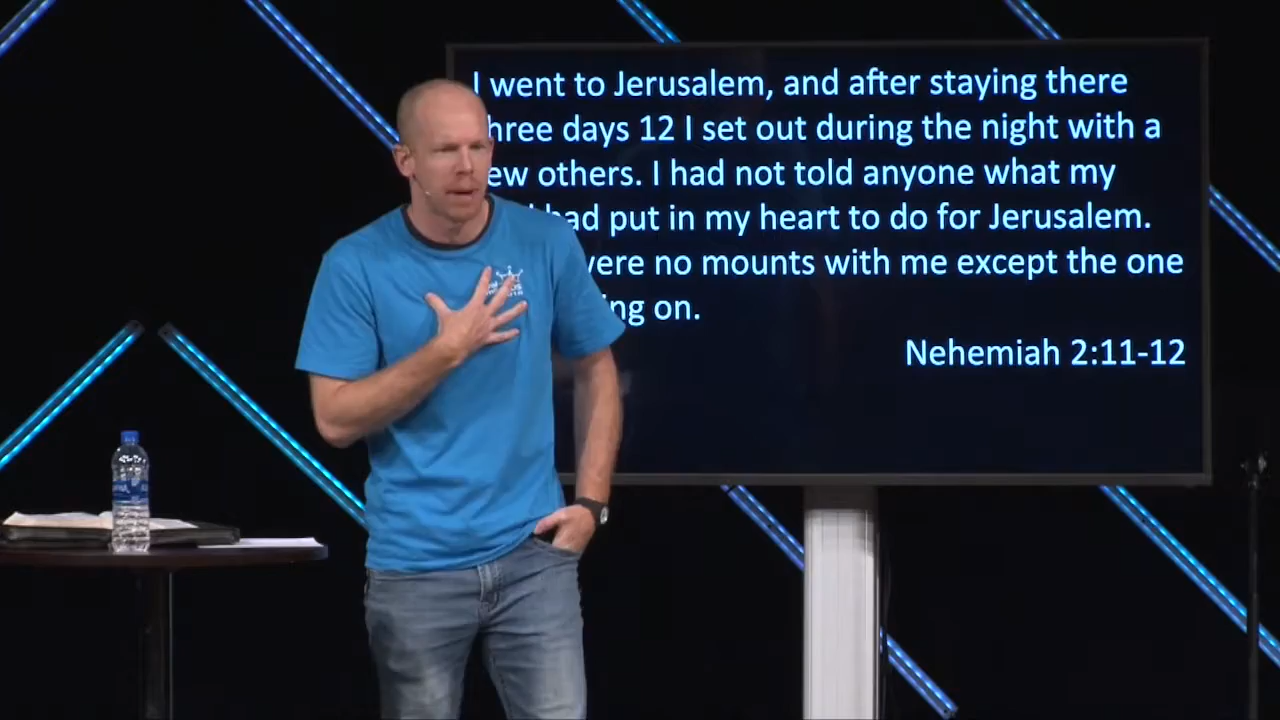 I went to Jerusalem, and after staying there
hree days 12 I set out during the night with a
ew others. I had not told anyone what my
had put in my heart to do for Jerusalem.
were no mounts with me except the one
ng on.
Nehemiah 2:11-12